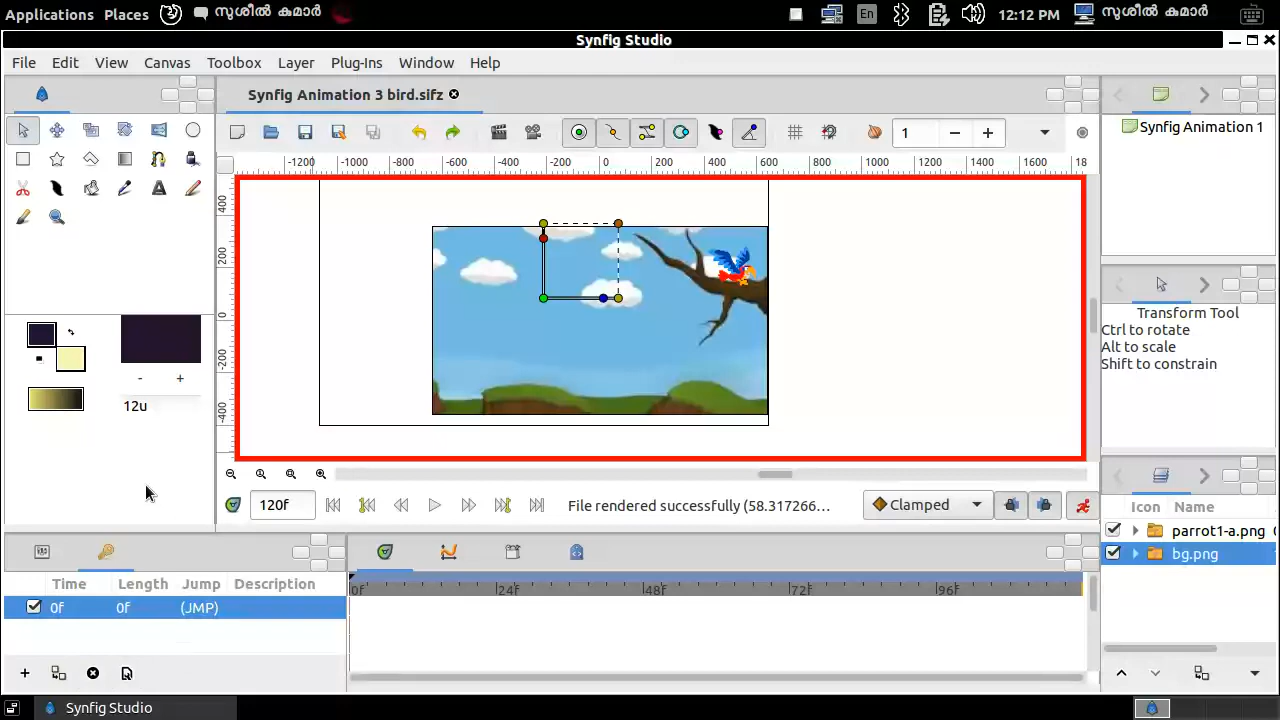 Applications Places സുശീൽ കുമാർ En 12:12 PM സുശീൽ കുമാർ
Synfig Studio
File Edit View Canvas Toolbox Layer Plug-Ins Window Help
Synfig Animation 3 bird.sifz
1
-1200 -1000 -800 -600 -400 -200 0 200 400 600 800 1000 1200 1400 1600 18
400
200
0
-200
-400
Synfig Animation 1
Transform Tool
Ctrl to rotate
Alt to scale
Shift to constrain
- +
12u
120f File rendered successfully (58.317266... Clamped
Icon Name
parrot1-a.png
bg.png
Time Length Jump Description
0f 0f (JMP)
0f 24f 48f 72f 96f
Synfig Studio